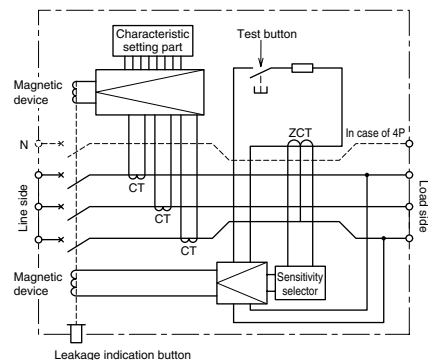 Characteristic
setting part
Test button
Magnetic
device
N
ZCT
In case of 4P
CT
Line side
Load side
CT
CT
Magnetic
device
Sensitivity
selector
Leakage indication button